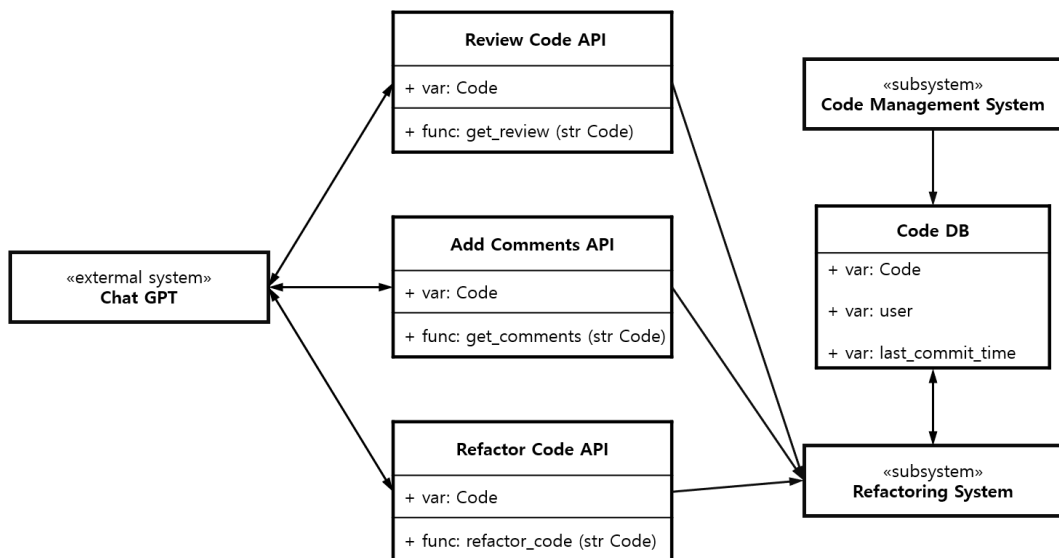 Review Code API
+ var: Code
+ func: get_review (str Code)
«subsystem»
Code Management System
Add Comments API
+ var: Code
+ func: get_comments (str Code)
Code DB
+ var: Code
+ var: user
+ var: last_commit_time
«extermal system»
Chat GPT
Refactor Code API
+ var: Code
+ func: refactor_code (str Code)
«subsystem»
Refactoring System